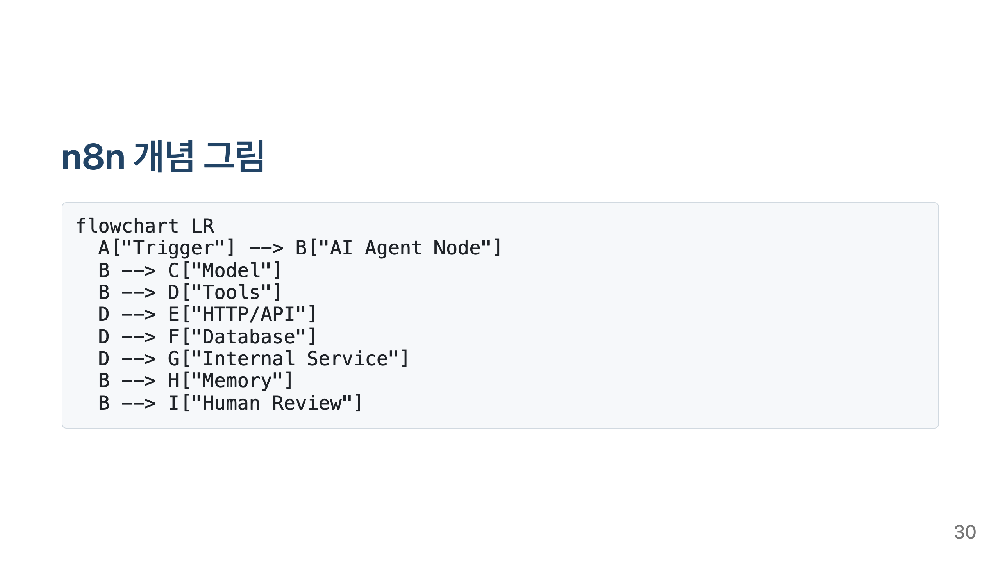 n8n 개념 그림
flowchart LR
  A["Trigger"] --> B["AI Agent Node"]
  B --> C["Model"]
  B --> D["Tools"]
  D --> E["HTTP/API"]
  D --> F["Database"]
  D --> G["Internal Service"]
  B --> H["Memory"]
  B --> I["Human Review"]
30